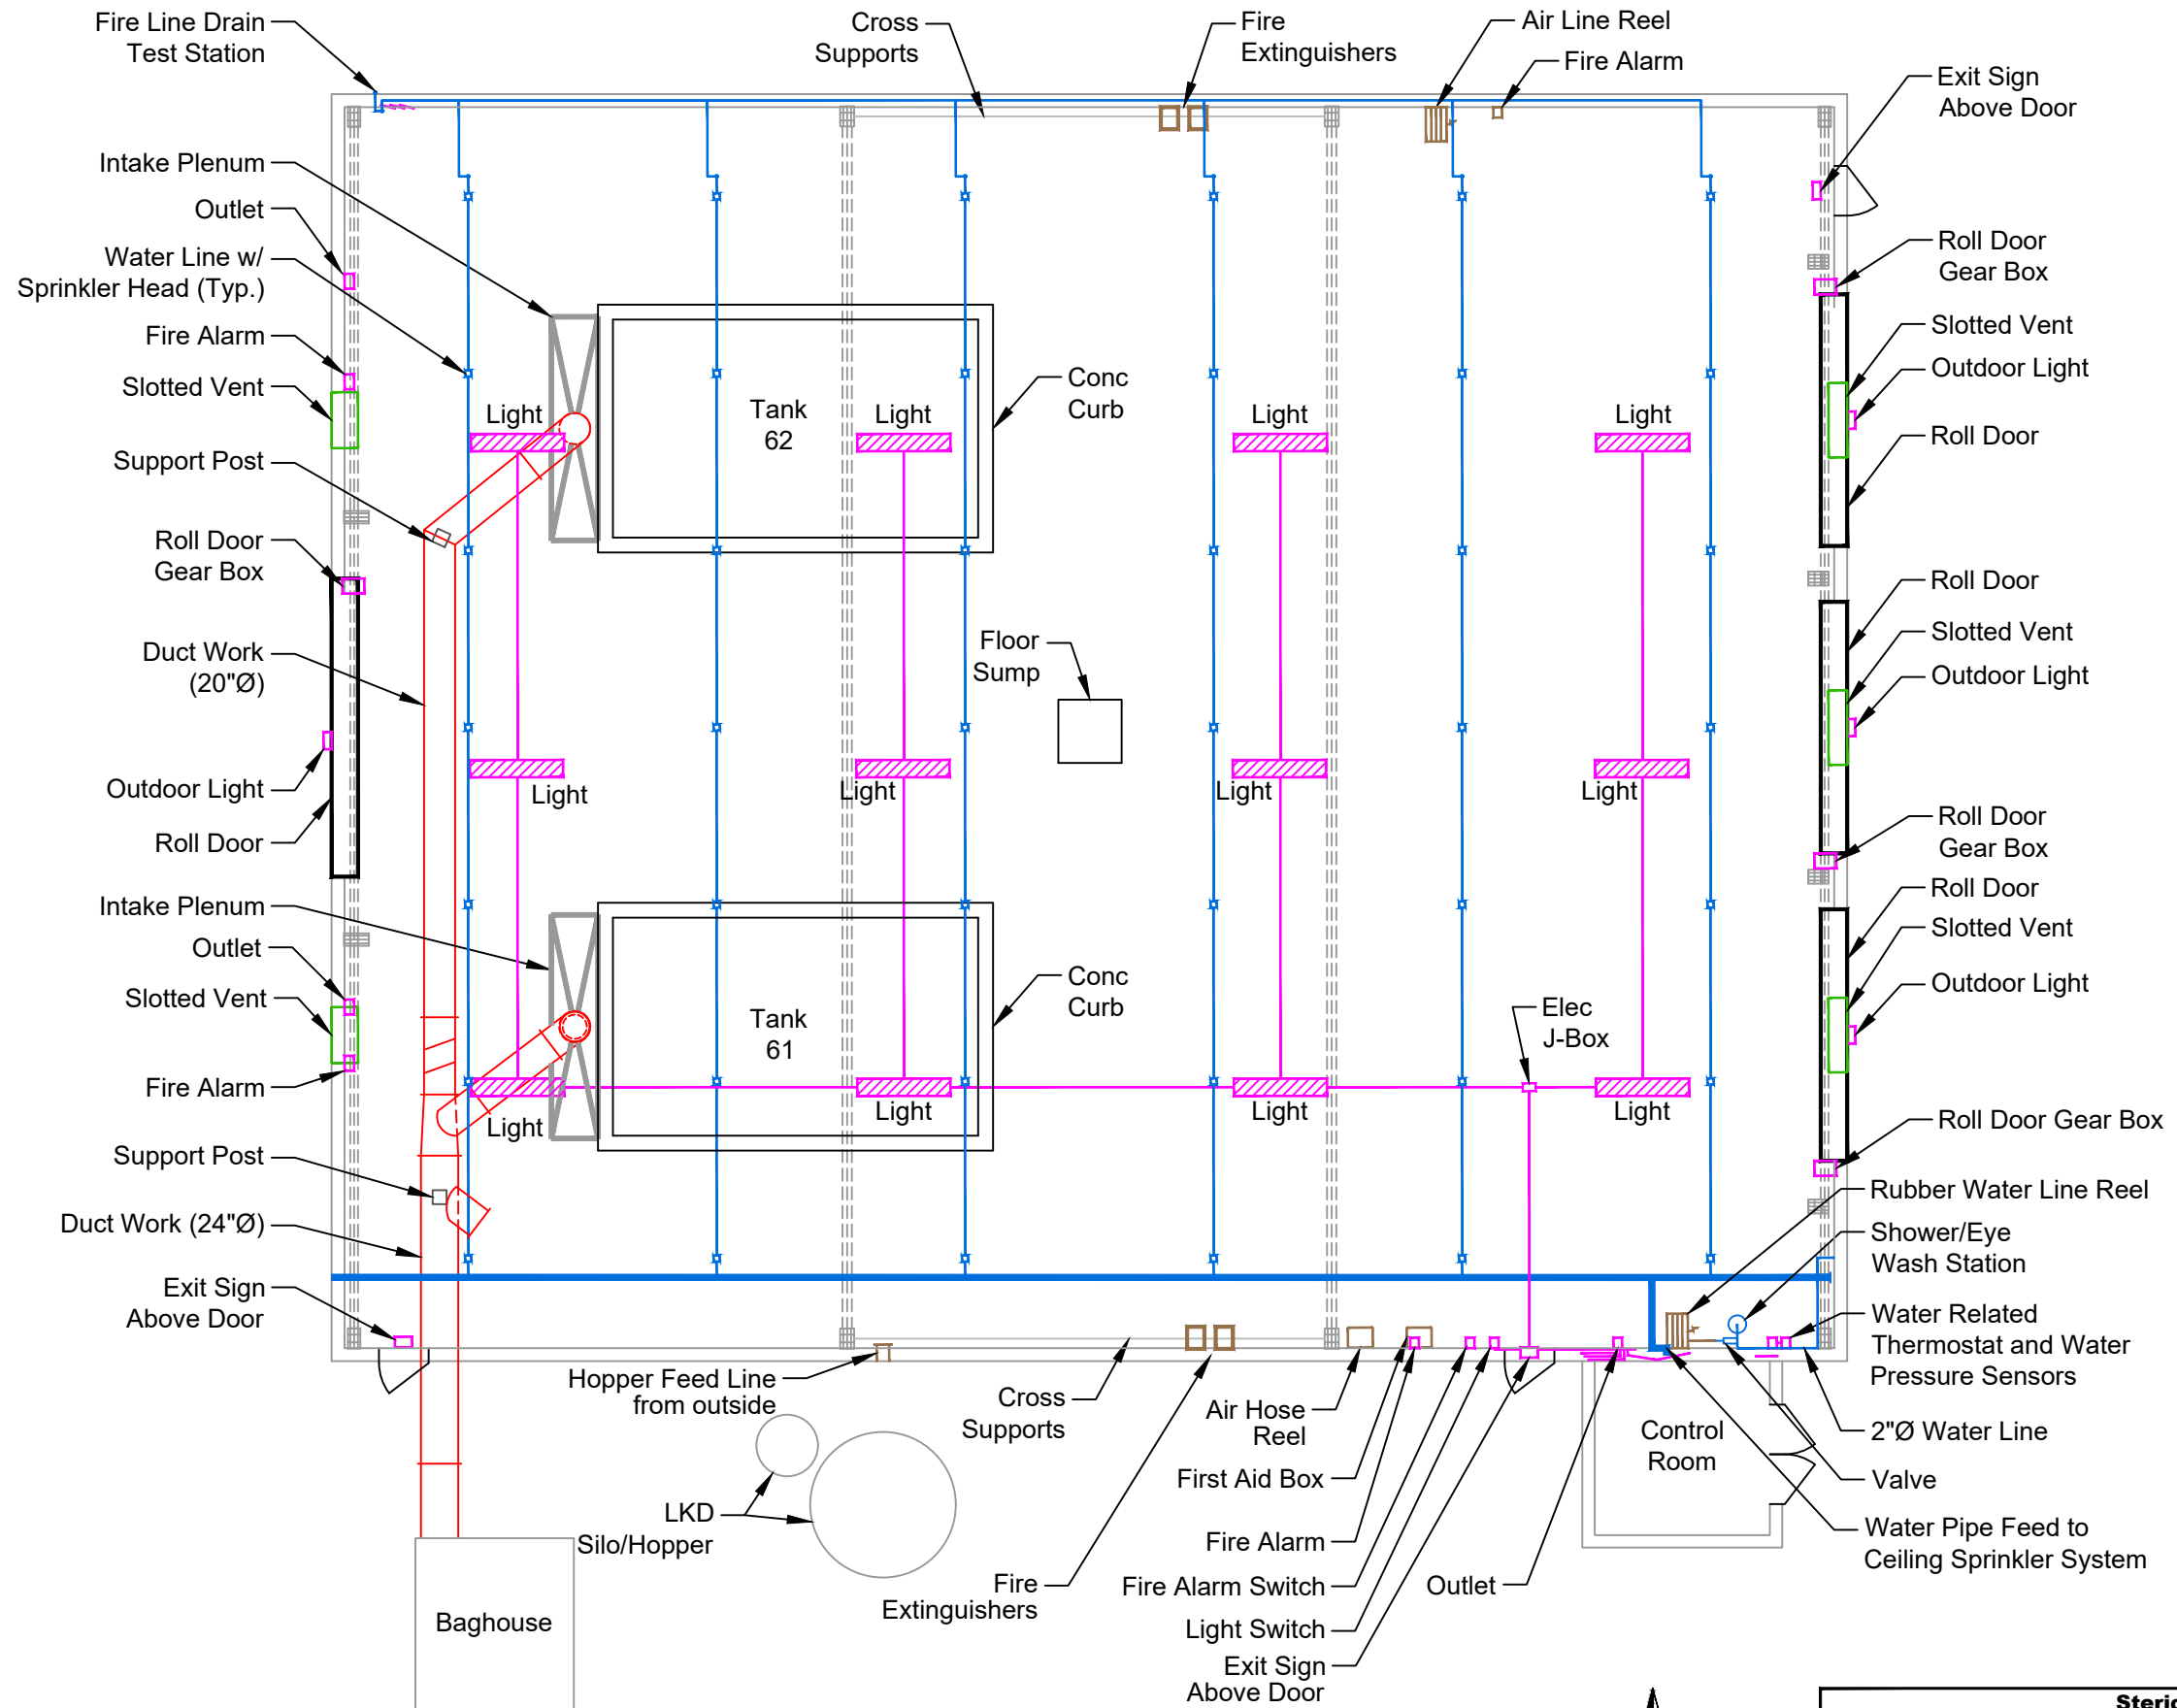 Fire Line Drain
Test Station
Cross
Supports
Fire
Extinguishers
Air Line Reel
Fire Alarm
Exit Sign
Above Door
Intake Plenum
Outlet
Water Line w/
Sprinkler Head (Typ.)
Fire Alarm
Slotted Vent
Support Post
Roll Door
Gear Box
Duct Work
(20"Ø)
Outdoor Light
Roll Door
Intake Plenum
Outlet
Slotted Vent
Fire Alarm
Support Post
Duct Work (24"Ø)
Exit Sign
Above Door
Light
Tank
62
Light
Conc
Curb
Light
Light
Floor
Sump
Light
Light
Light
Light
Tank
61
Conc
Curb
Elec
J-Box
Light
Light
Light
Light
Roll Door
Gear Box
Slotted Vent
Outdoor Light
Roll Door
Roll Door
Slotted Vent
Outdoor Light
Roll Door
Gear Box
Roll Door
Slotted Vent
Outdoor Light
Roll Door Gear Box
Rubber Water Line Reel
Shower/Eye
Wash Station
Water Related
Thermostat and Water
Pressure Sensors
2"Ø Water Line
Valve
Water Pipe Feed to
Ceiling Sprinkler System
Hopper Feed Line
from outside
Cross
Supports
Air Hose
Reel
First Aid Box
Control
Room
LKD
Silo/Hopper
Fire Alarm
Fire
Extinguishers
Fire Alarm Switch
Outlet
Light Switch
Exit Sign
Above Door
Baghouse